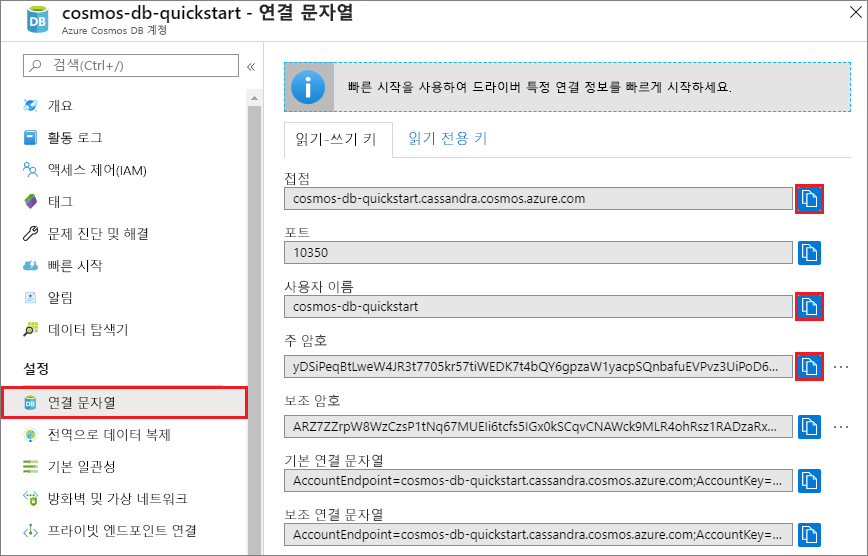 cosmos-db-quickstart - 연결 문자열
Azure Cosmos DB 계정
검색(Ctrl+/)
개요
활동 로그
액세스 제어(IAM)
태그
문제 진단 및 해결
빠른 시작
알림
데이터 탐색기
설정
연결 문자열
전역으로 데이터 복제
기본 일관성
방화벽 및 가상 네트워크
프라이빗 엔드포인트 연결
빠른 시작을 사용하여 드라이버 특정 연결 정보를 빠르게 시작하세요.
읽기-쓰기 키 읽기 전용 키
접점
cosmos-db-quickstart.cassandra.cosmos.azure.com
포트
10350
사용자 이름
cosmos-db-quickstart
주 암호
yDSiPeqBtLweW4JR3t7705kr57tiWEDK7t4bQY6gpzaW1yacpSQnbafuEVPvz3UiPoD6...
보조 암호
ARZ7ZZrpW8WzCzsP1tNq67MUEIi6tcfs5IGx0kSCqvCNAWck9MLR4ohRsz1RADzaRx...
기본 연결 문자열
AccountEndpoint=cosmos-db-quickstart.cassandra.cosmos.azure.com;AccountKey=...
보조 연결 문자열
AccountEndpoint=cosmos-db-quickstart.cassandra.cosmos.azure.com;AccountKey=...